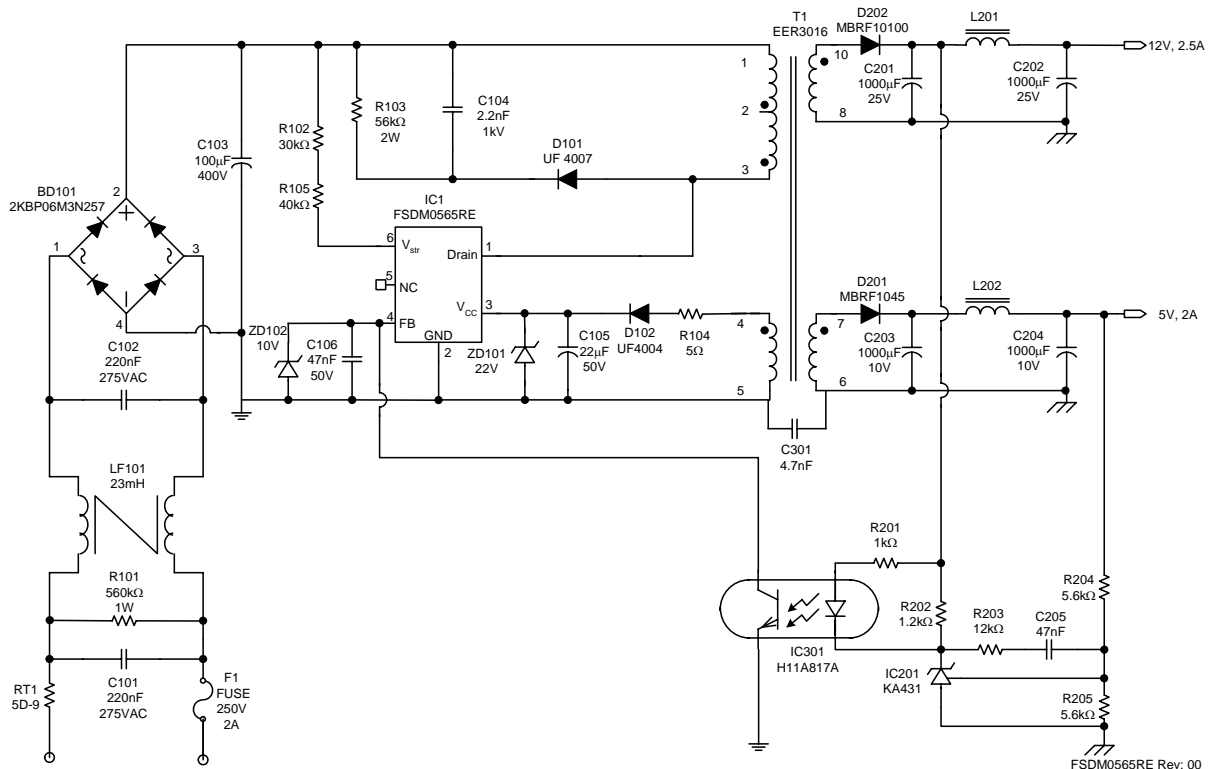 T1
EER3016
D202
MBRF10100
L201
12V, 2.5A
1
2
3
10
8
C201
1000μF
25V
C202
1000μF
25V
R103
56kΩ
2W
C104
2.2nF
1kV
D101
UF 4007
R102
30kΩ
R105
40kΩ
C103
100μF
400V
BD101
2KBP06M3N257
2
1
3
4
IC1
FSDM0565RE
6
Vstr
Drain
1
5
NC
VCC
3
4
FB
GND
2
ZD102
10V
C106
47nF
50V
ZD101
22V
C105
22μF
50V
D102
UF4004
R104
5Ω
4
5
7
6
D201
MBRF1045
L202
5V, 2A
C203
1000μF
10V
C204
1000μF
10V
C301
4.7nF
C102
220nF
275VAC
LF101
23mH
R101
560kΩ
1W
C101
220nF
275VAC
RT1
5D-9
F1
FUSE
250V
2A
R201
1kΩ
R202
1.2kΩ
R203
12kΩ
C205
47nF
R204
5.6kΩ
IC301
H11A817A
IC201
KA431
R205
5.6kΩ
FSDM0565RE Rev: 00